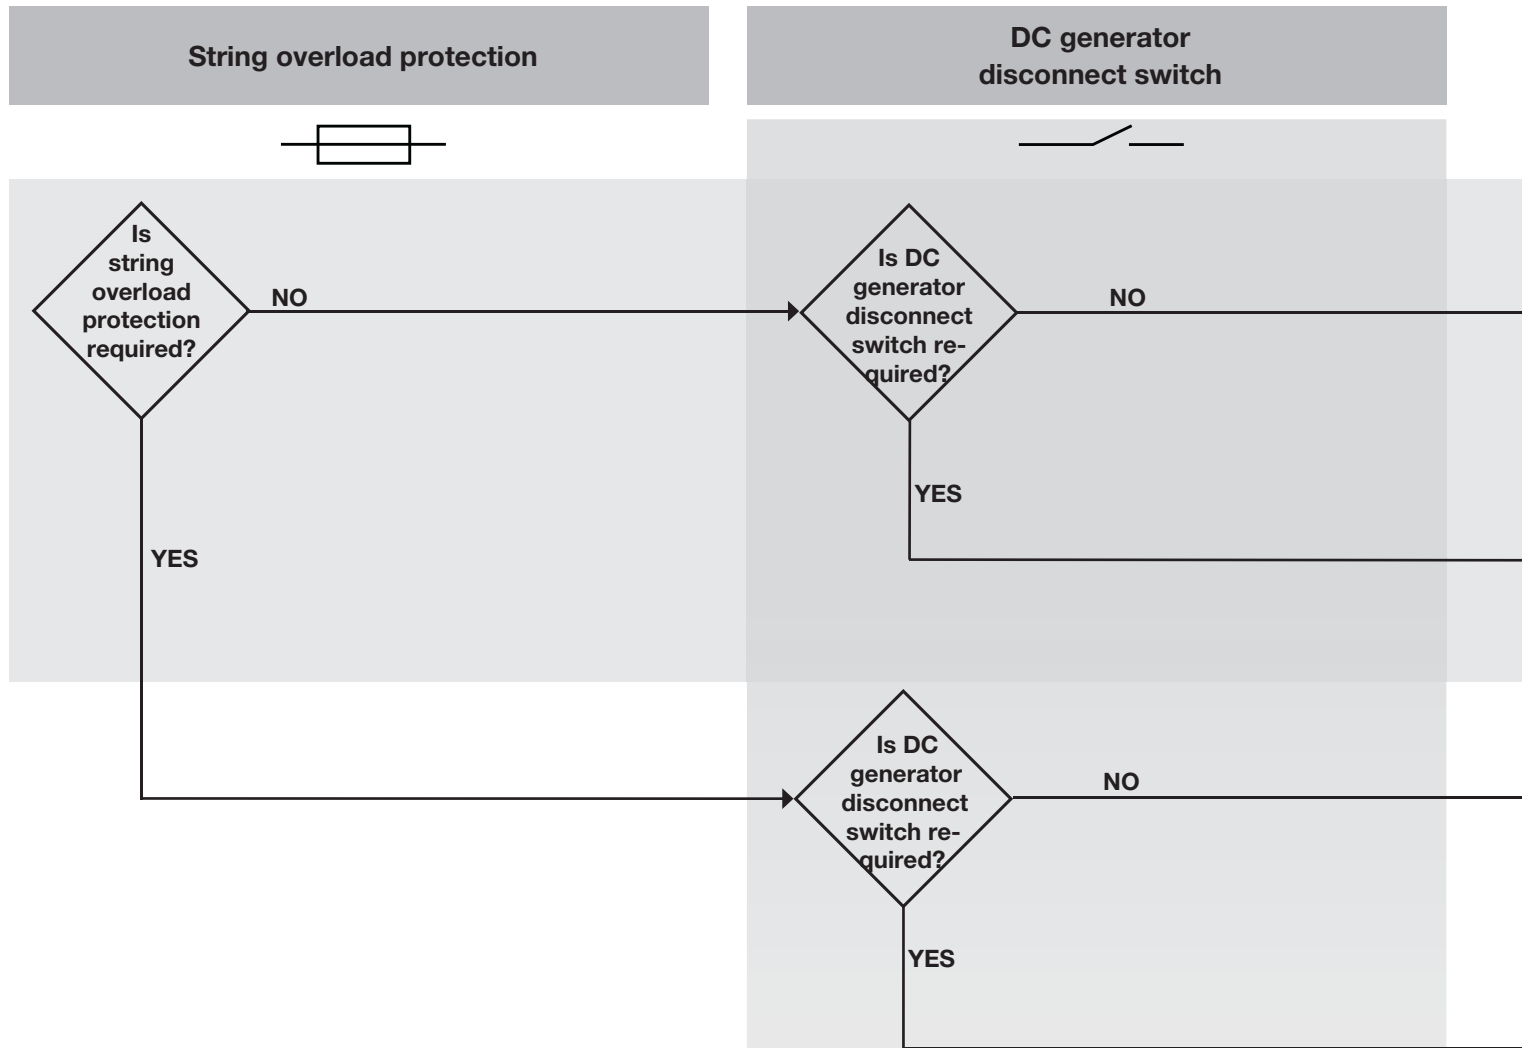 String overload protection
DC generator
disconnect switch
Is
string
overload
protection
required?
NO
Is DC
generator
disconnect
switch re-
quired?
NO
YES
YES
Is DC
generator
disconnect
switch re-
quired?
NO
YES